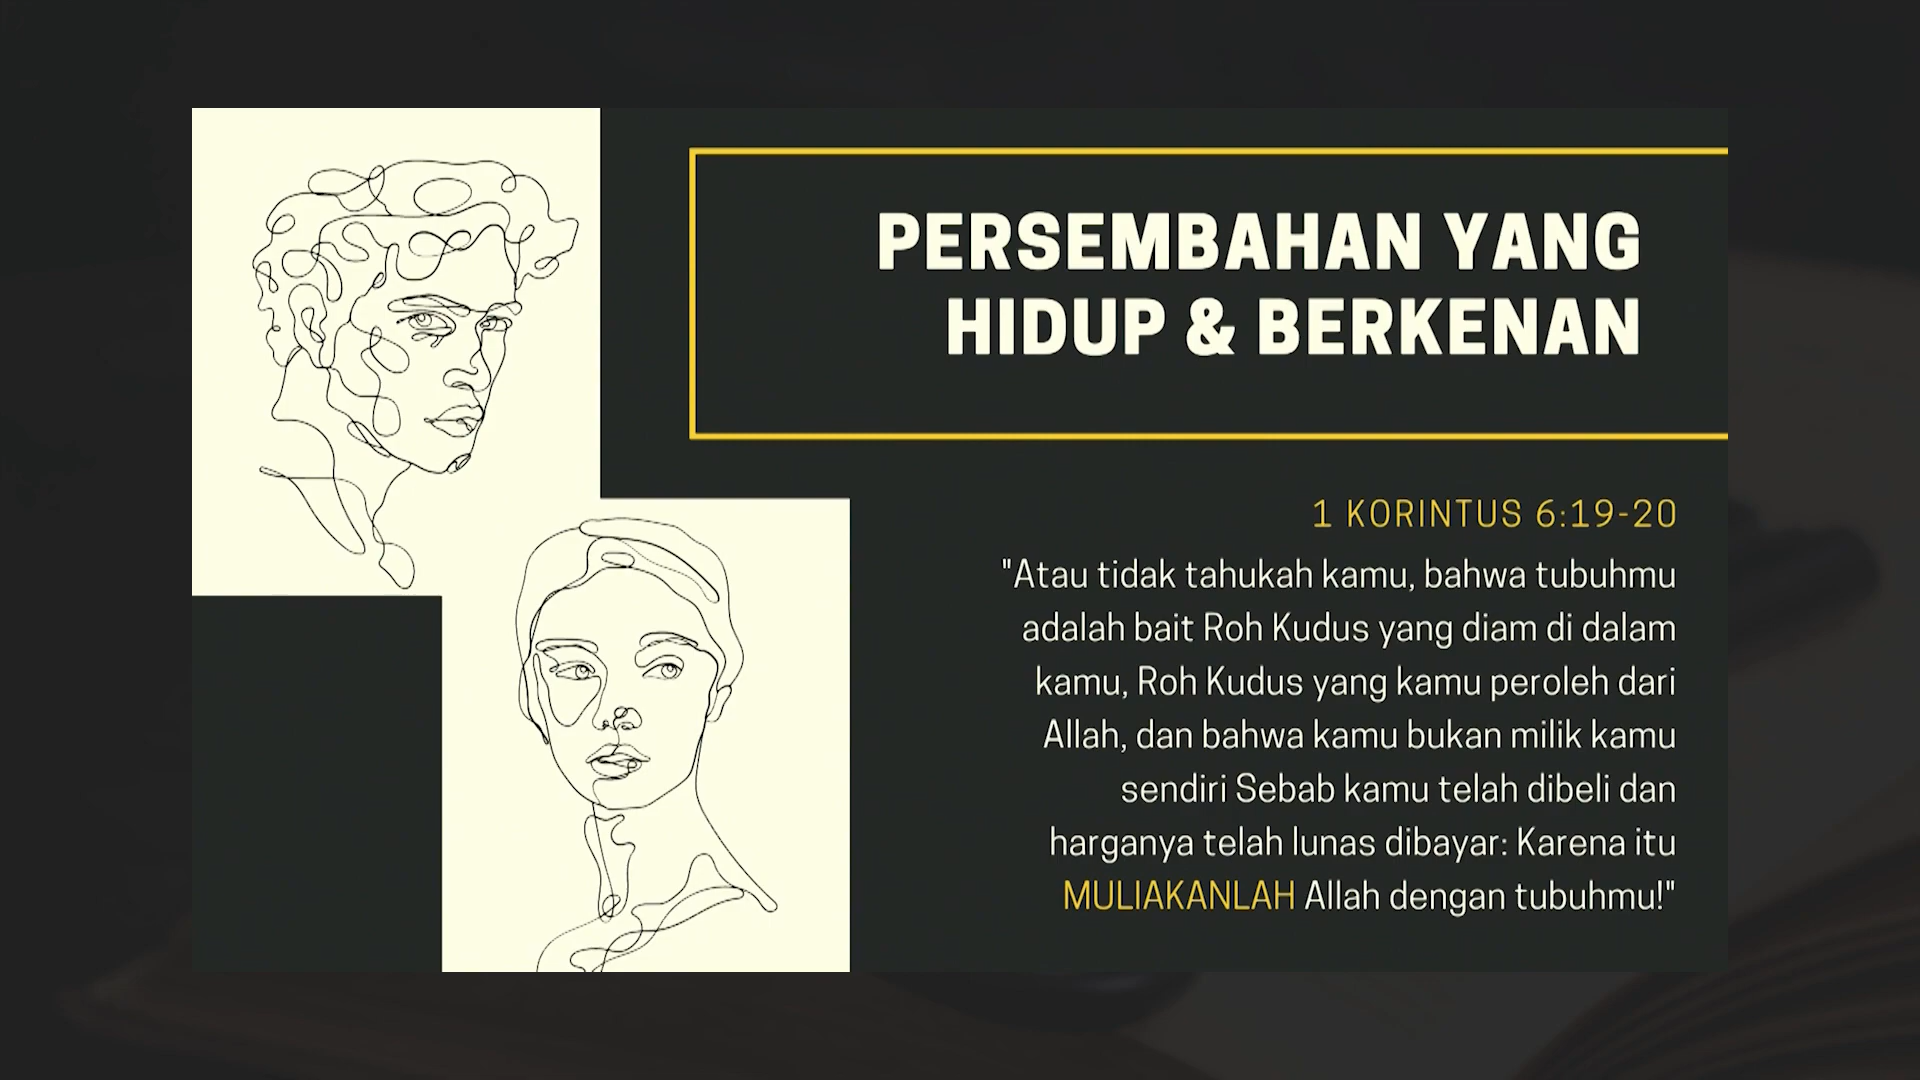 PERSEMBAHAN YANG
HIDUP & BERKENAN
1 KORINTUS 6:19-20
"Atau tidak tahukah kamu, bahwa tubuhmu
adalah bait Roh Kudus yang diam di dalam
kamu, Roh Kudus yang kamu peroleh dari
Allah, dan bahwa kamu bukan milik kamu
sendiri Sebab kamu telah dibeli dan
harganya telah lunas dibayar: Karena itu
MULIAKANLAH Allah dengan tubuhmu!"